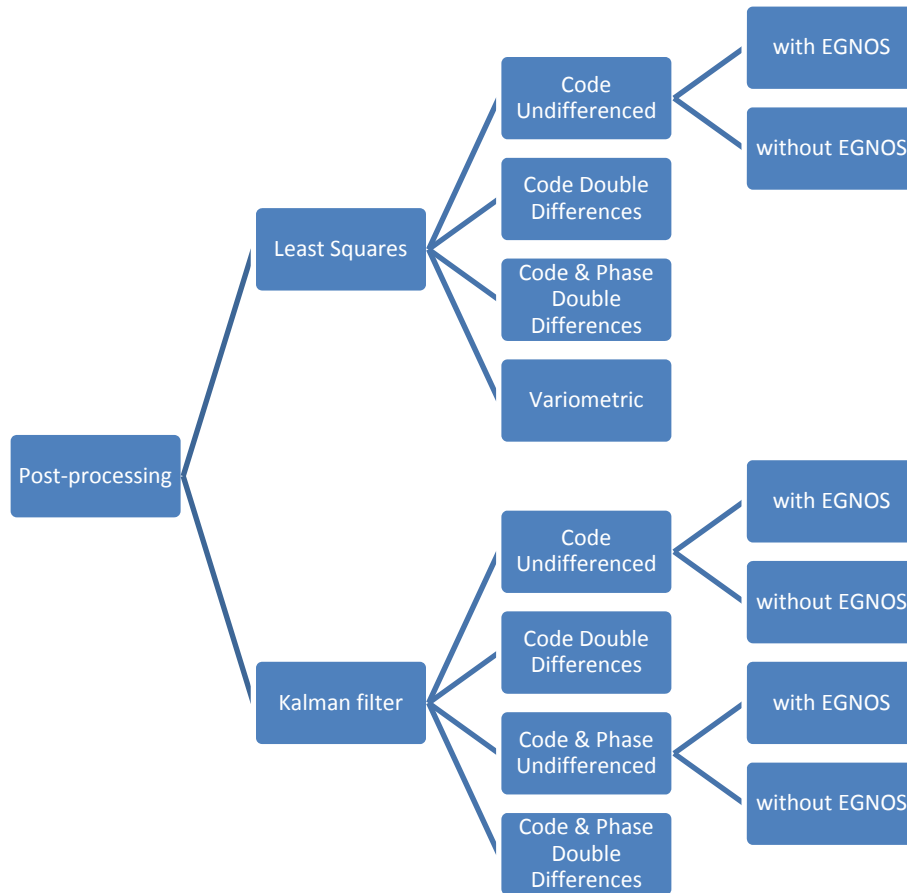 Post-processing
Least Squares
Code
Undifferenced
with EGNOS
without EGNOS
Code Double
Differences
Code & Phase
Double
Differences
Variometric
Kalman filter
Code
Undifferenced
with EGNOS
without EGNOS
Code Double
Differences
Code & Phase
Undifferenced
with EGNOS
without EGNOS
Code & Phase
Double
Differences